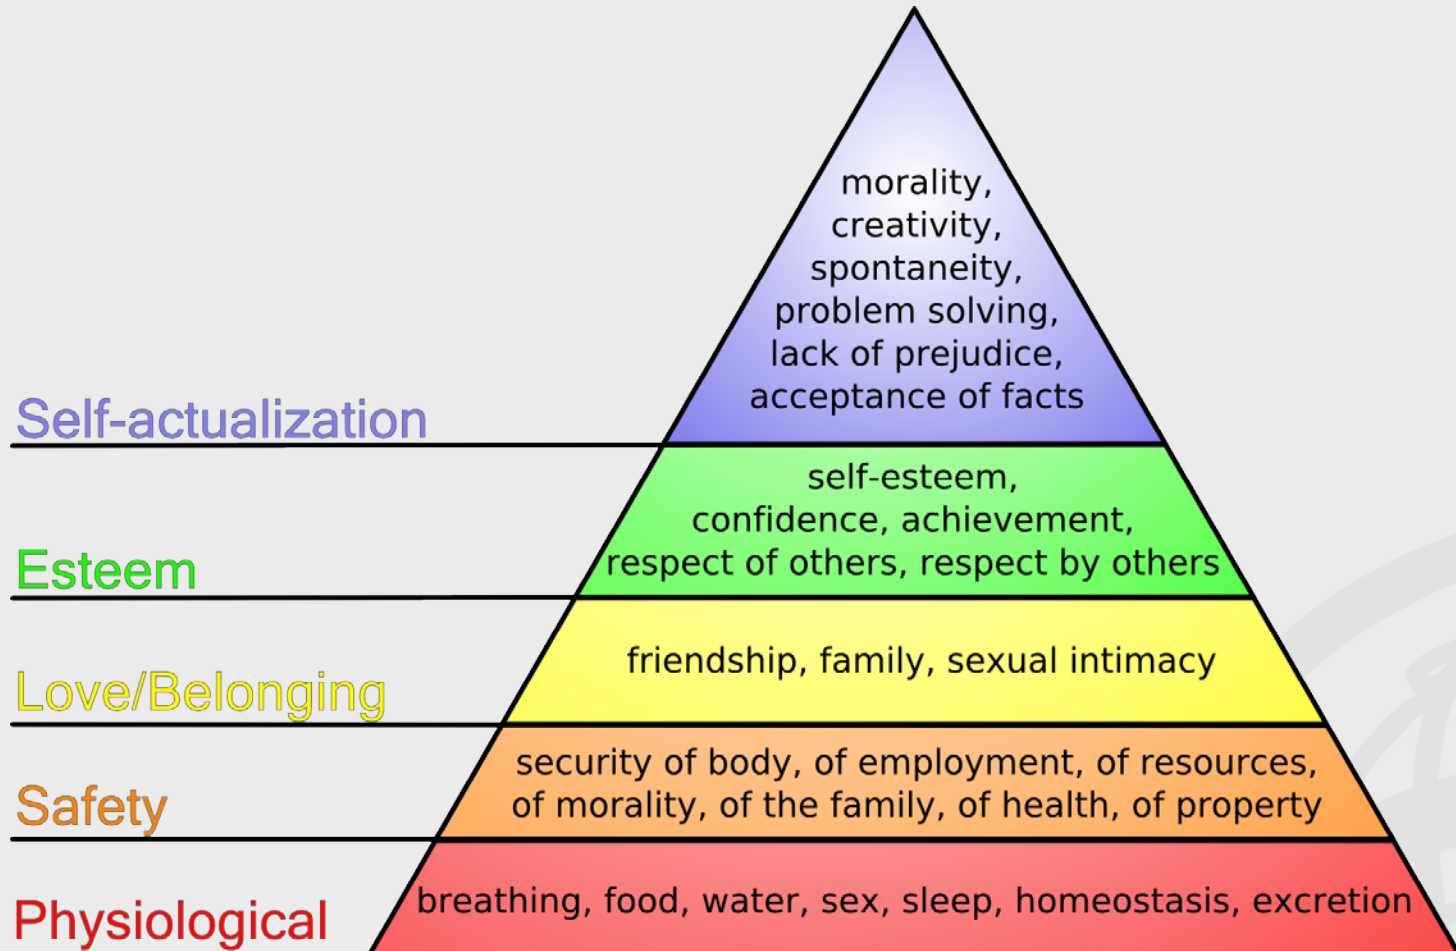 morality,
creativity,
spontaneity,
problem solving,
lack of prejudice,
acceptance of facts
Self-actualization
self-esteem,
confidence, achievement,
respect of others, respect by others
Esteem
friendship, family, sexual intimacy
Love/Belonging
security of body, of employment, of resources,
of morality, of the family, of health, of property
Safety
breathing, food, water, sex, sleep, homeostasis, excretion
Physiological